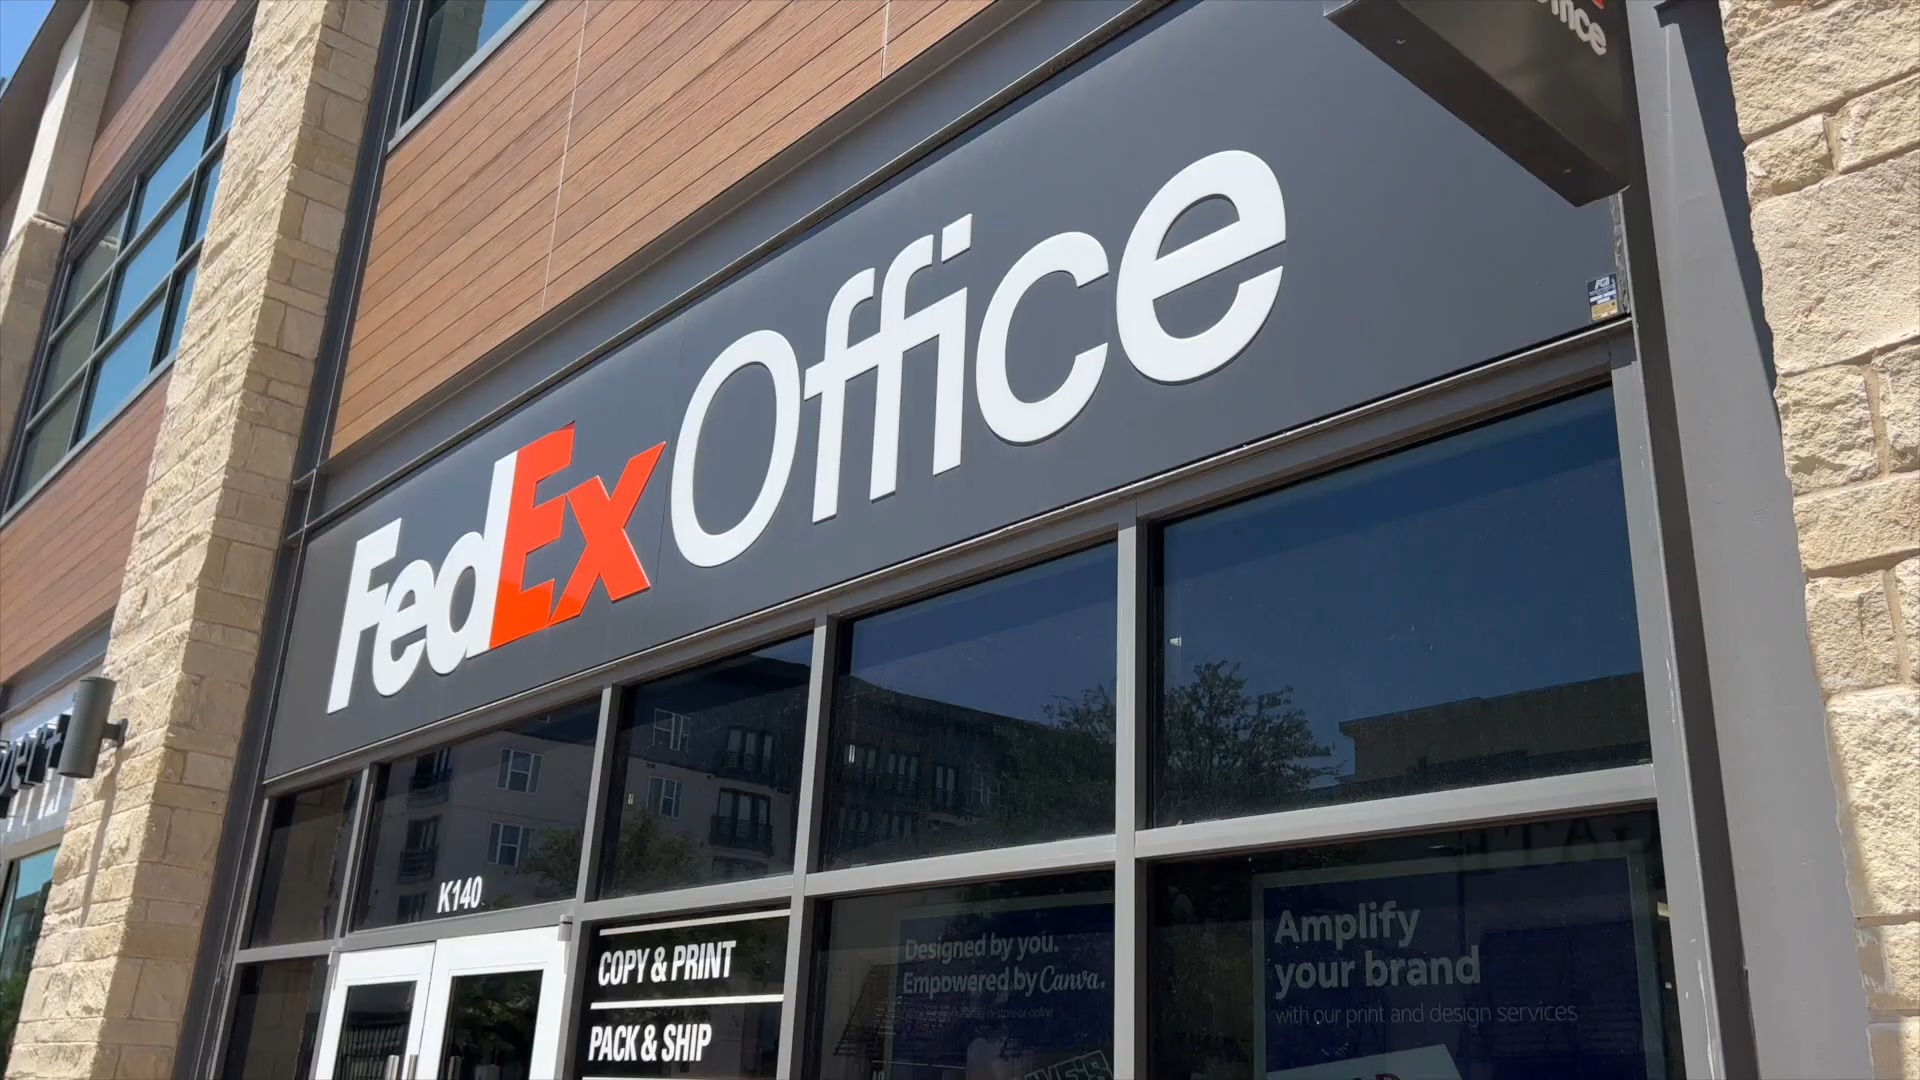 FedEx Office
K140
COPY & PRINT
PACK & SHIP
Designed by you.
Empowered by Canva.
Amplify
your brand
with our print and design services